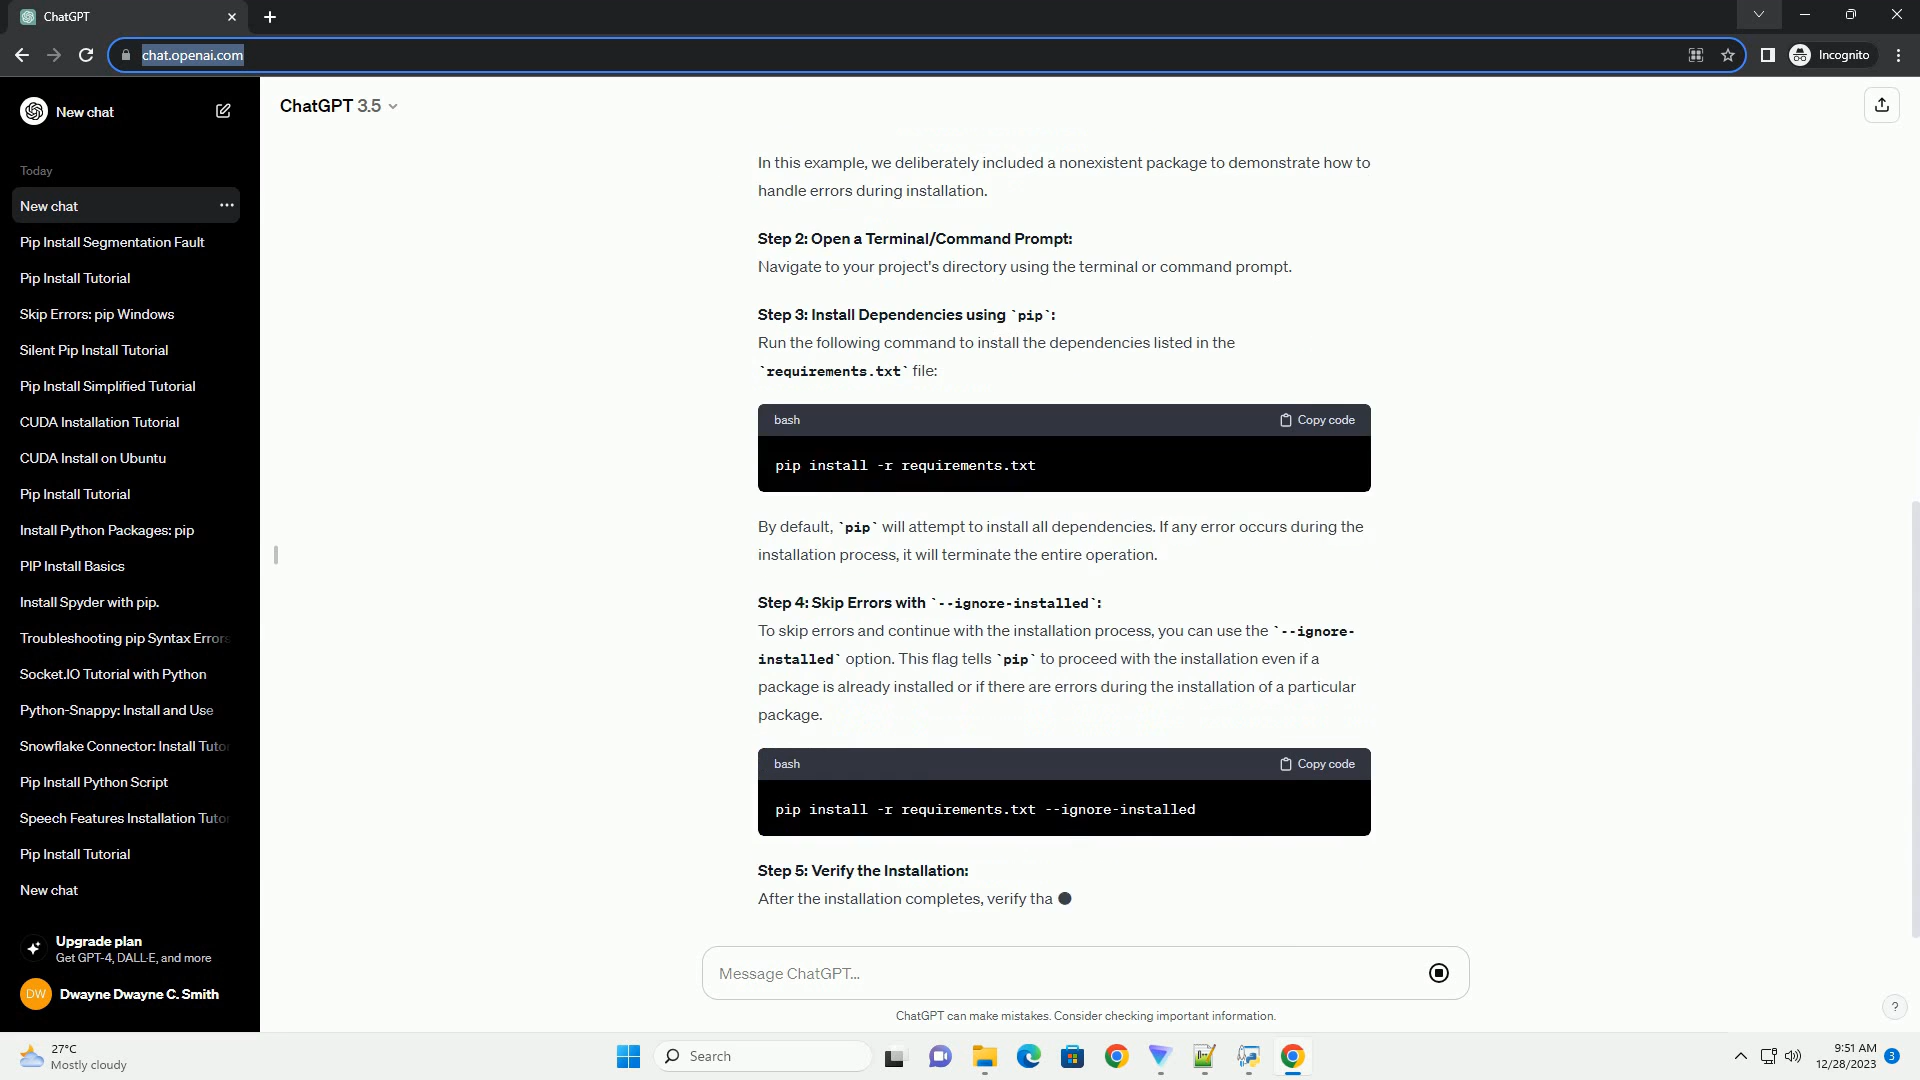 ChatGPT
chat.openai.com
Incognito
New chat
Today
New chat
Pip Install Segmentation Fault
Pip Install Tutorial
Skip Errors: pip Windows
Silent Pip Install Tutorial
Pip Install Simplified Tutorial
CUDA Installation Tutorial
CUDA Install on Ubuntu
Pip Install Tutorial
Install Python Packages: pip
PIP Install Basics
Install Spyder with pip.
Troubleshooting pip Syntax Errors
Socket.IO Tutorial with Python
Python-Snappy: Install and Use
Snowflake Connector: Install Tutor
Pip Install Python Script
Speech Features Installation Tutor
Pip Install Tutorial
New chat
Upgrade plan
Get GPT-4, DALL·E, and more
DW
Dwayne Dwayne C. Smith
ChatGPT 3.5
In this example, we deliberately included a nonexistent package to demonstrate how to
handle errors during installation.
Step 2: Open a Terminal/Command Prompt:
Navigate to your project's directory using the terminal or command prompt.
Step 3: Install Dependencies using `pip`:
Run the following command to install the dependencies listed in the
`requirements.txt` file:
bash Copy code
pip install -r requirements.txt
By default, `pip` will attempt to install all dependencies. If any error occurs during the
installation process, it will terminate the entire operation.
Step 4: Skip Errors with `--ignore-installed`:
To skip errors and continue with the installation process, you can use the `--ignore-
installed` option. This flag tells `pip` to proceed with the installation even if a
package is already installed or if there are errors during the installation of a particular
package.
bash Copy code
pip install -r requirements.txt --ignore-installed
Step 5: Verify the Installation:
After the installation completes, verify tha
Message ChatGPT...
ChatGPT can make mistakes. Consider checking important information.
?
27°C
Mostly cloudy
Search
9:51 AM
12/28/2023
3